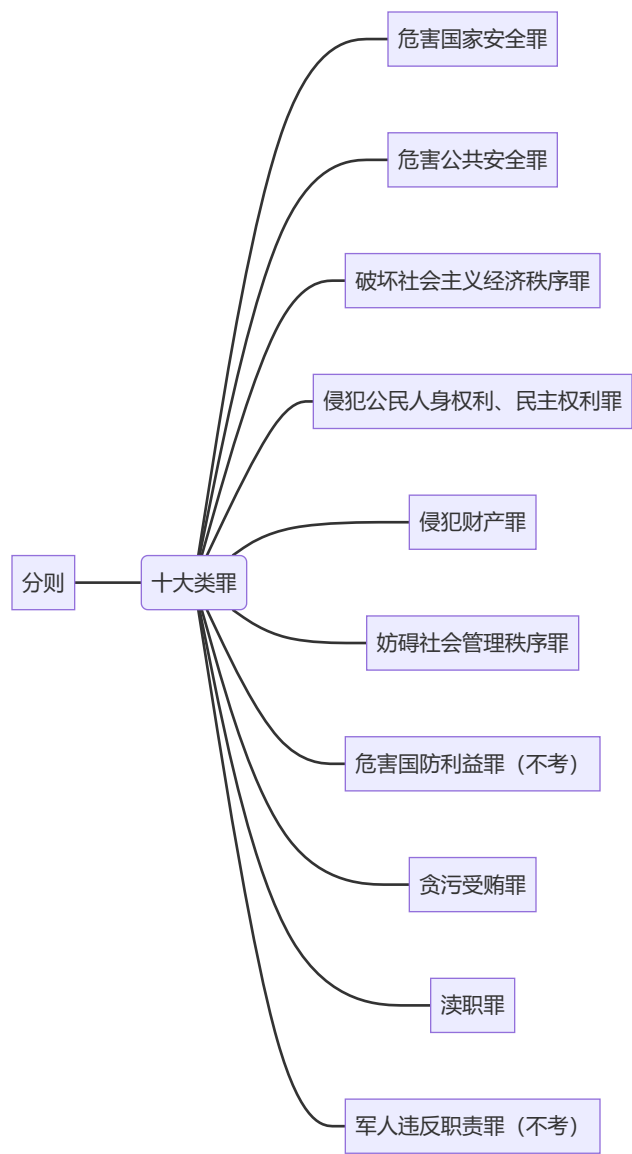 危害国家安全罪
危害公共安全罪
破坏社会主义经济秩序罪
侵犯公民人身权利、民主权利罪
侵犯财产罪
分则
十大类罪
妨碍社会管理秩序罪
危害国防利益罪（不考）
贪污受贿罪
渎职罪
军人违反职责罪（不考）